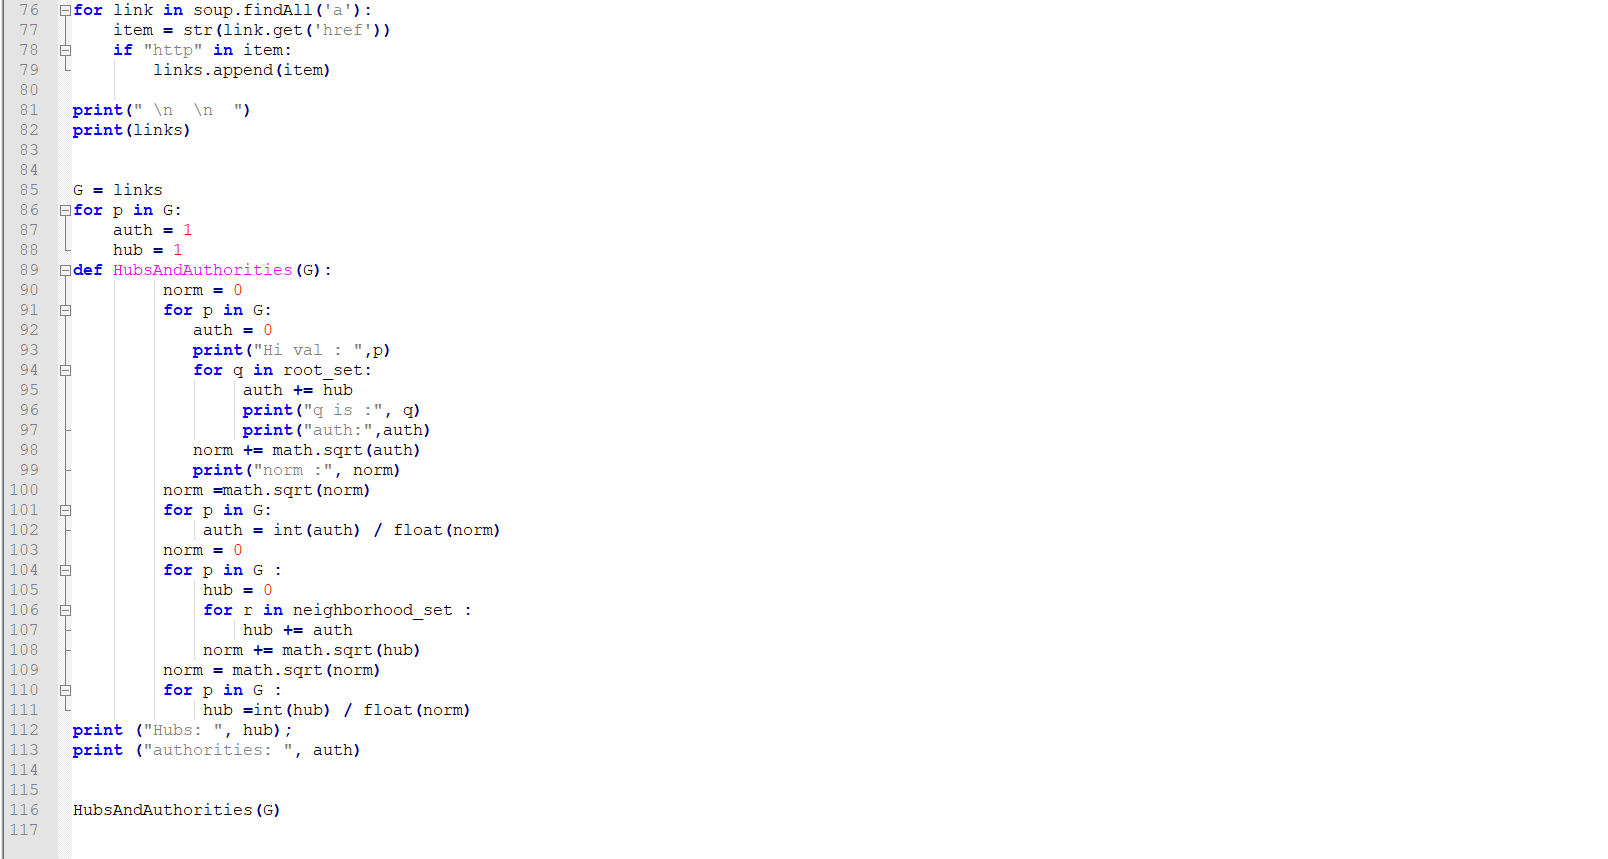 76 for link in soup.findAll('a'):
77     item = str(link.get('href'))
78     if "http" in item:
79         links.append(item)
80
81 print(" \n  \n  ")
82 print(links)
83
84
85 G = links
86 for p in G:
87     auth = 1
88     hub = 1
89 def HubsAndAuthorities(G):
90          norm = 0
91          for p in G:
92             auth = 0
93             print("Hi val : ",p)
94             for q in root_set:
95                  auth += hub
96                  print("q is :", q)
97                  print("auth:",auth)
98             norm += math.sqrt(auth)
99             print("norm :", norm)
100          norm =math.sqrt(norm)
101          for p in G:
102              auth = int(auth) / float(norm)
103          norm = 0
104          for p in G :
105              hub = 0
106              for r in neighborhood_set :
107                  hub += auth
108              norm += math.sqrt(hub)
109          norm = math.sqrt(norm)
110          for p in G :
111              hub =int(hub) / float(norm)
112 print ("Hubs: ", hub);
113 print ("authorities: ", auth)
114
115
116 HubsAndAuthorities(G)
117